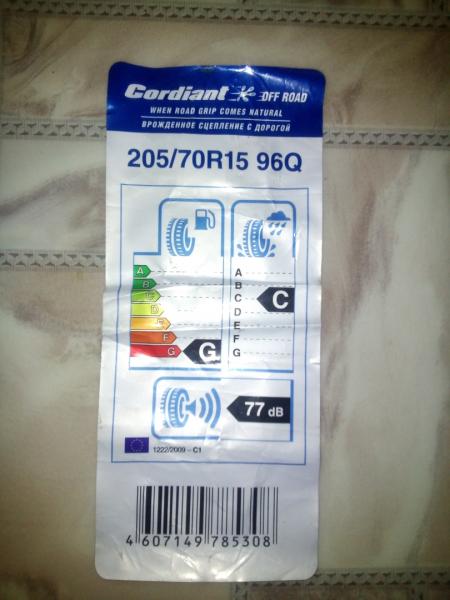 Cordiant OFF ROAD
WHEN ROAD GRIP COMES NATURAL
ВРОЖДЕННОЕ СЦЕПЛЕНИЕ С ДОРОГОЙ
205/70R15 96Q
A
B
C
D
E
F
G
G
A
B
C
D
E
F
G
C
77 dB
1222/2009 - C1
4 607149 785308